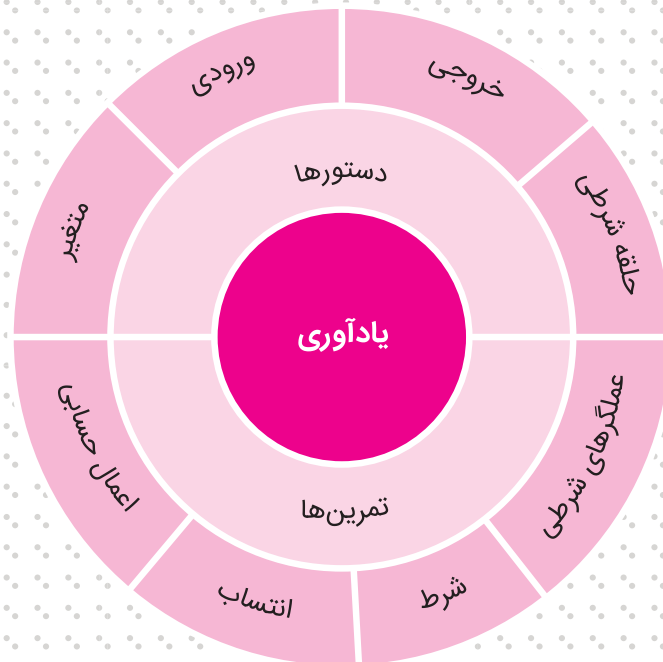 خروجی
ورودی
حلقه شرطی
متغیر
دستورها
یادآوری
عملگرهای شرطی
اعمال حسابی
تمرین‌ها
شرط
انتساب